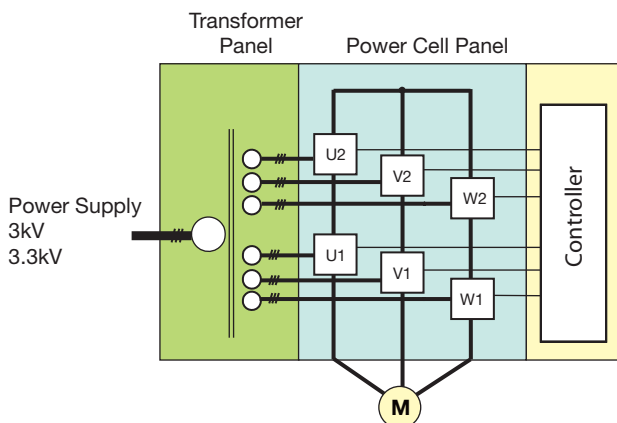 Transformer
Panel
Power Cell Panel
U2
V2
W2
Power Supply
3kV
3.3kV
U1
V1
W1
Controller
M